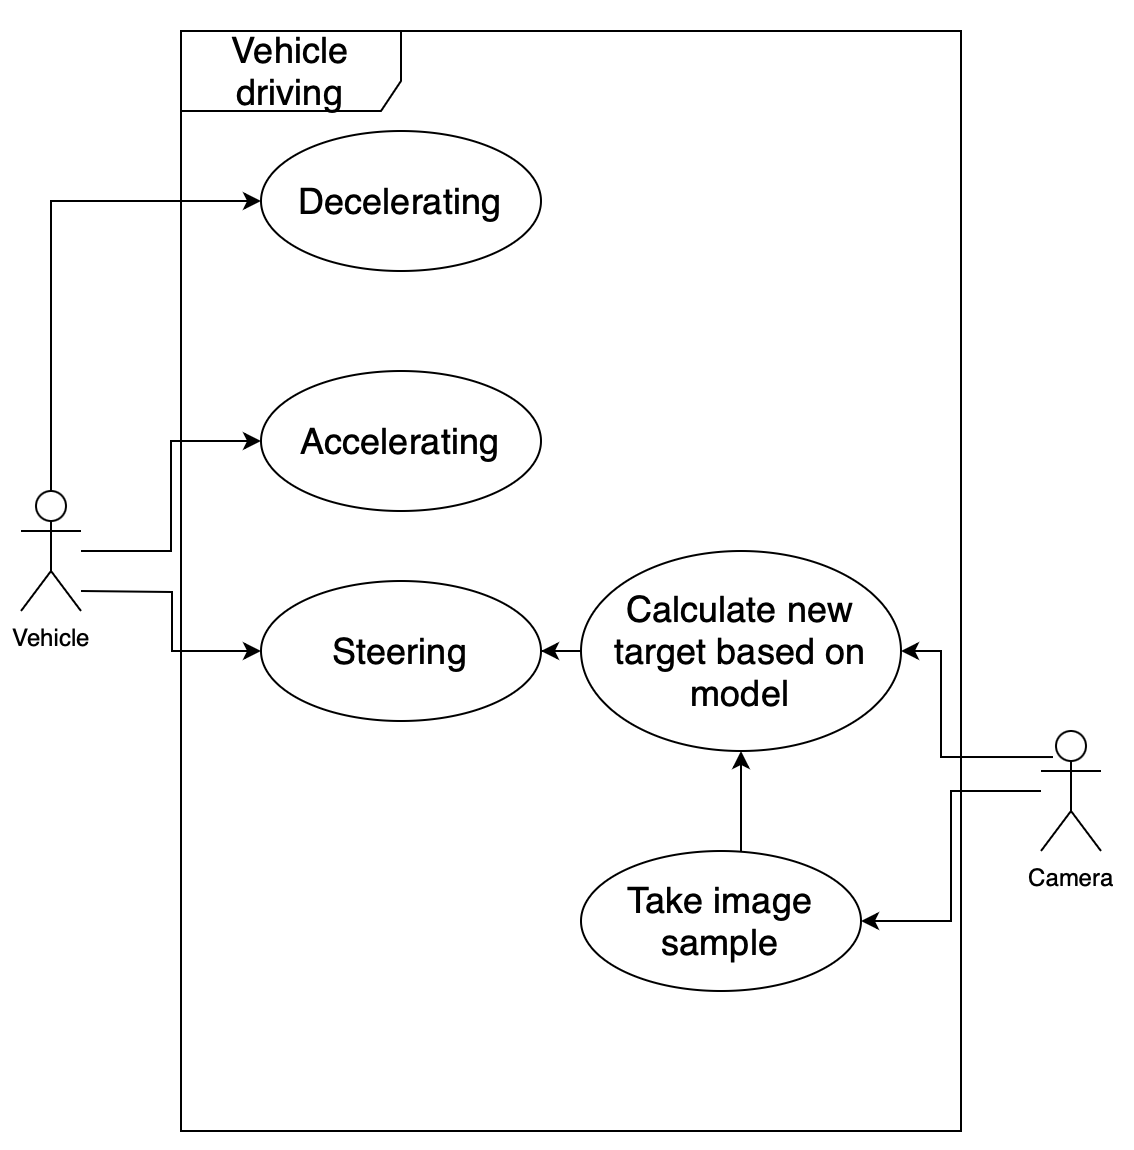 Vehicle
driving
Decelerating
Accelerating
Vehicle
Steering
Calculate new
target based on
model
Take image
sample
Camera